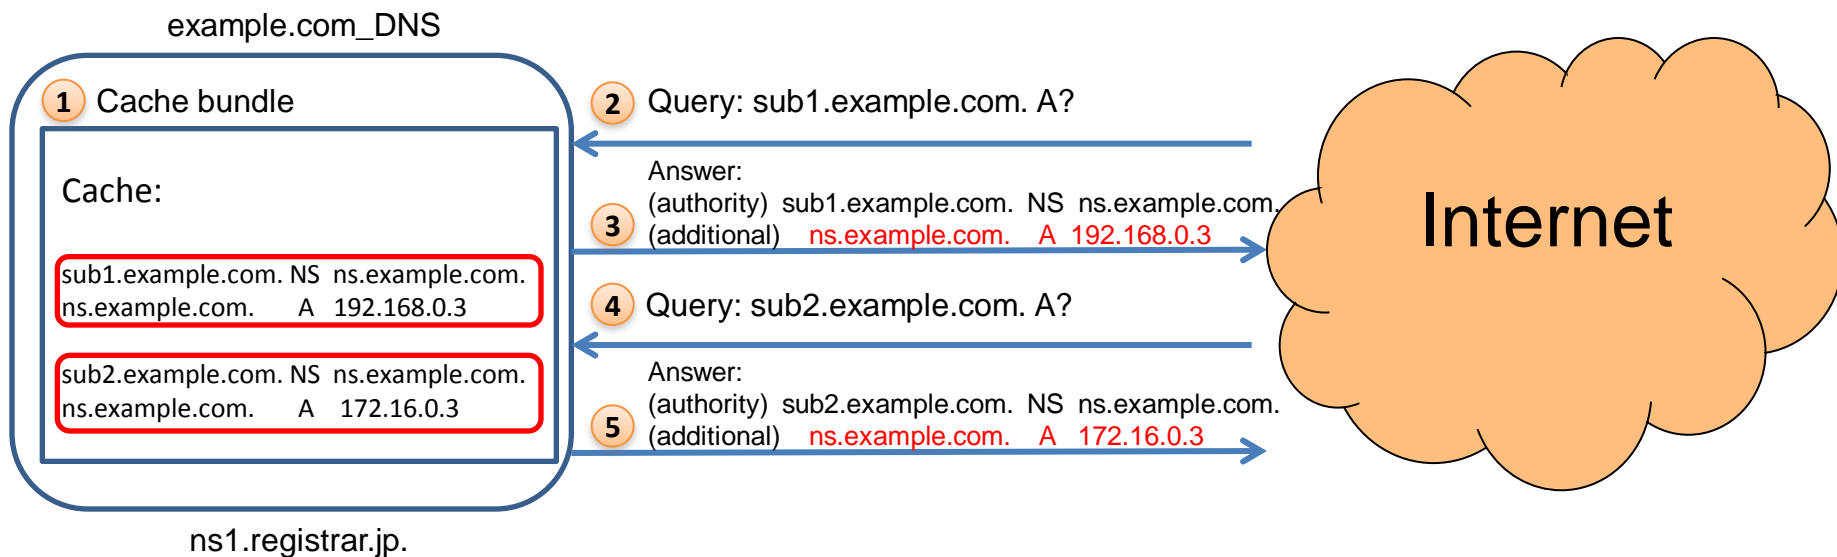 example.com_DNS
1 Cache bundle
Cache:
sub1.example.com. NS ns.example.com.
ns.example.com. A 192.168.0.3
sub2.example.com. NS ns.example.com.
ns.example.com. A 172.16.0.3
ns1.registrar.jp.
2 Query: sub1.example.com. A?
Answer:
(authority) sub1.example.com. NS ns.example.com.
3 (additional) ns.example.com. A 192.168.0.3
4 Query: sub2.example.com. A?
Answer:
(authority) sub2.example.com. NS ns.example.com.
5 (additional) ns.example.com. A 172.16.0.3
Internet